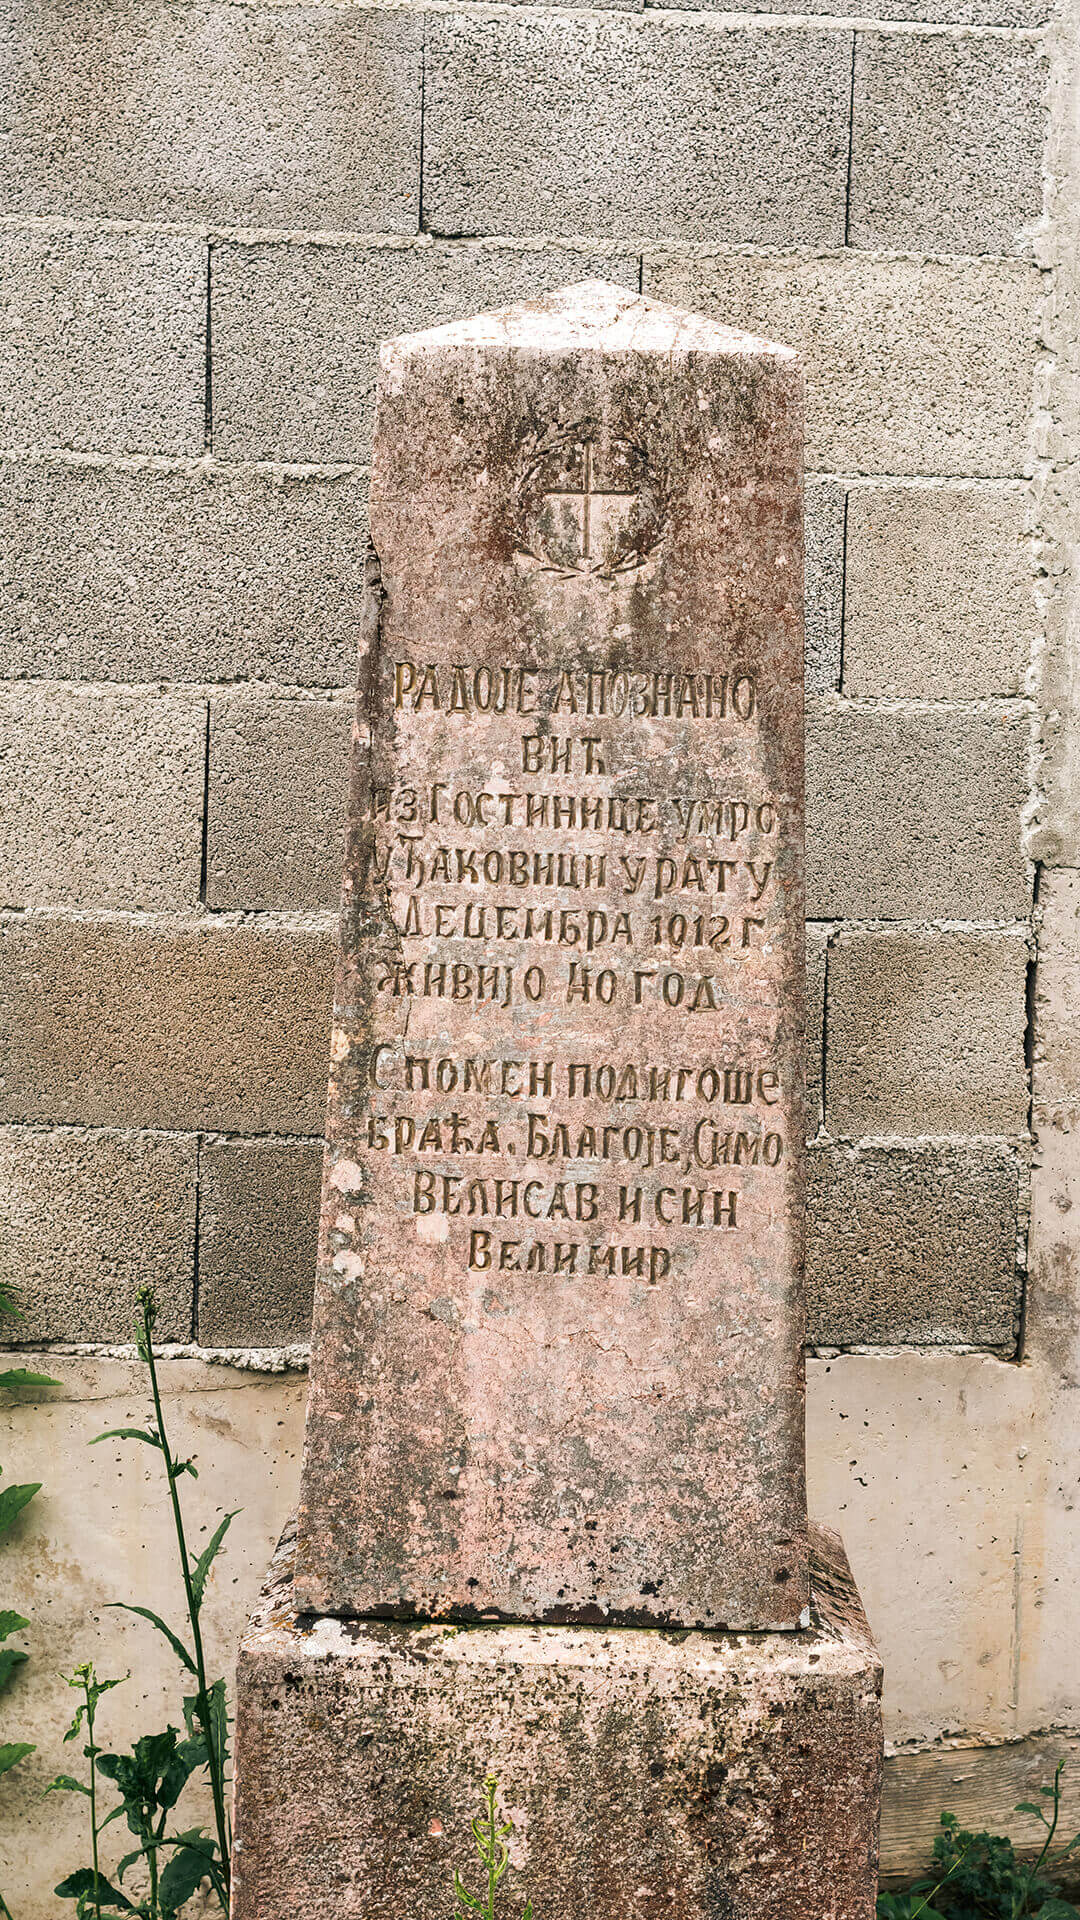 РАДОЈЕ АПОЗНАНО
ВИЋ
ИЗ ГОСТИНИЦЕ УМРО
У ЂАКОВИЦИ У РАТУ
ДЕЦЕМБРА 1912 Г
ЖИВИЈО 40 ГОД
СПОМЕН ПОДИГОШЕ
БРАЋА. БЛАГОЈЕ, СИМО
ВЕЛИСАВ И СИН
ВЕЛИМИР